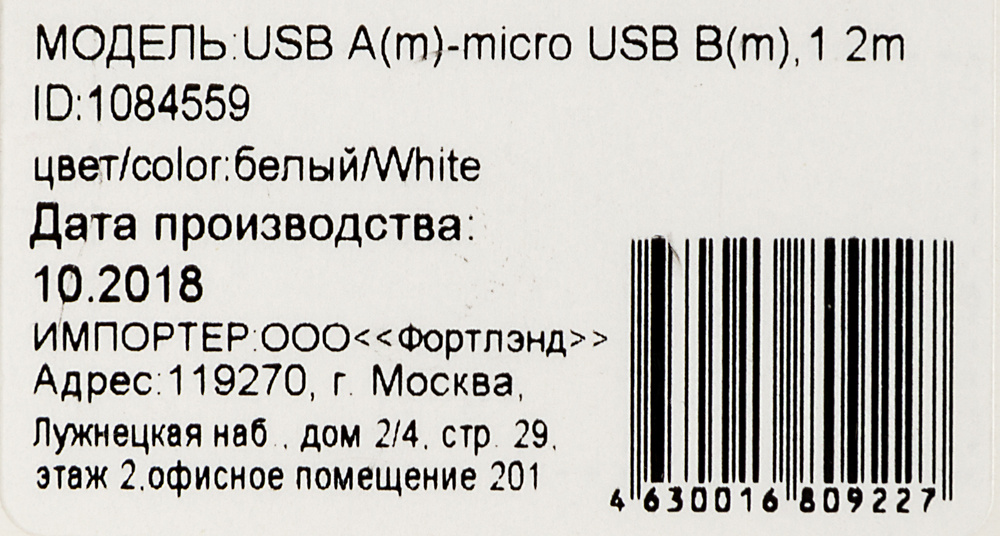 МОДЕЛЬ:USB A(m)-micro USB B(m),1 2m
ID:1084559
цвет/color:белый/White
Дата производства:
10.2018
ИМПОРТЕР:ООО<<Фортлэнд>>
Адрес:119270, г. Москва,
Лужнецкая наб., дом 2/4, стр. 29,
этаж 2,офисное помещение 201
4 630016 809227